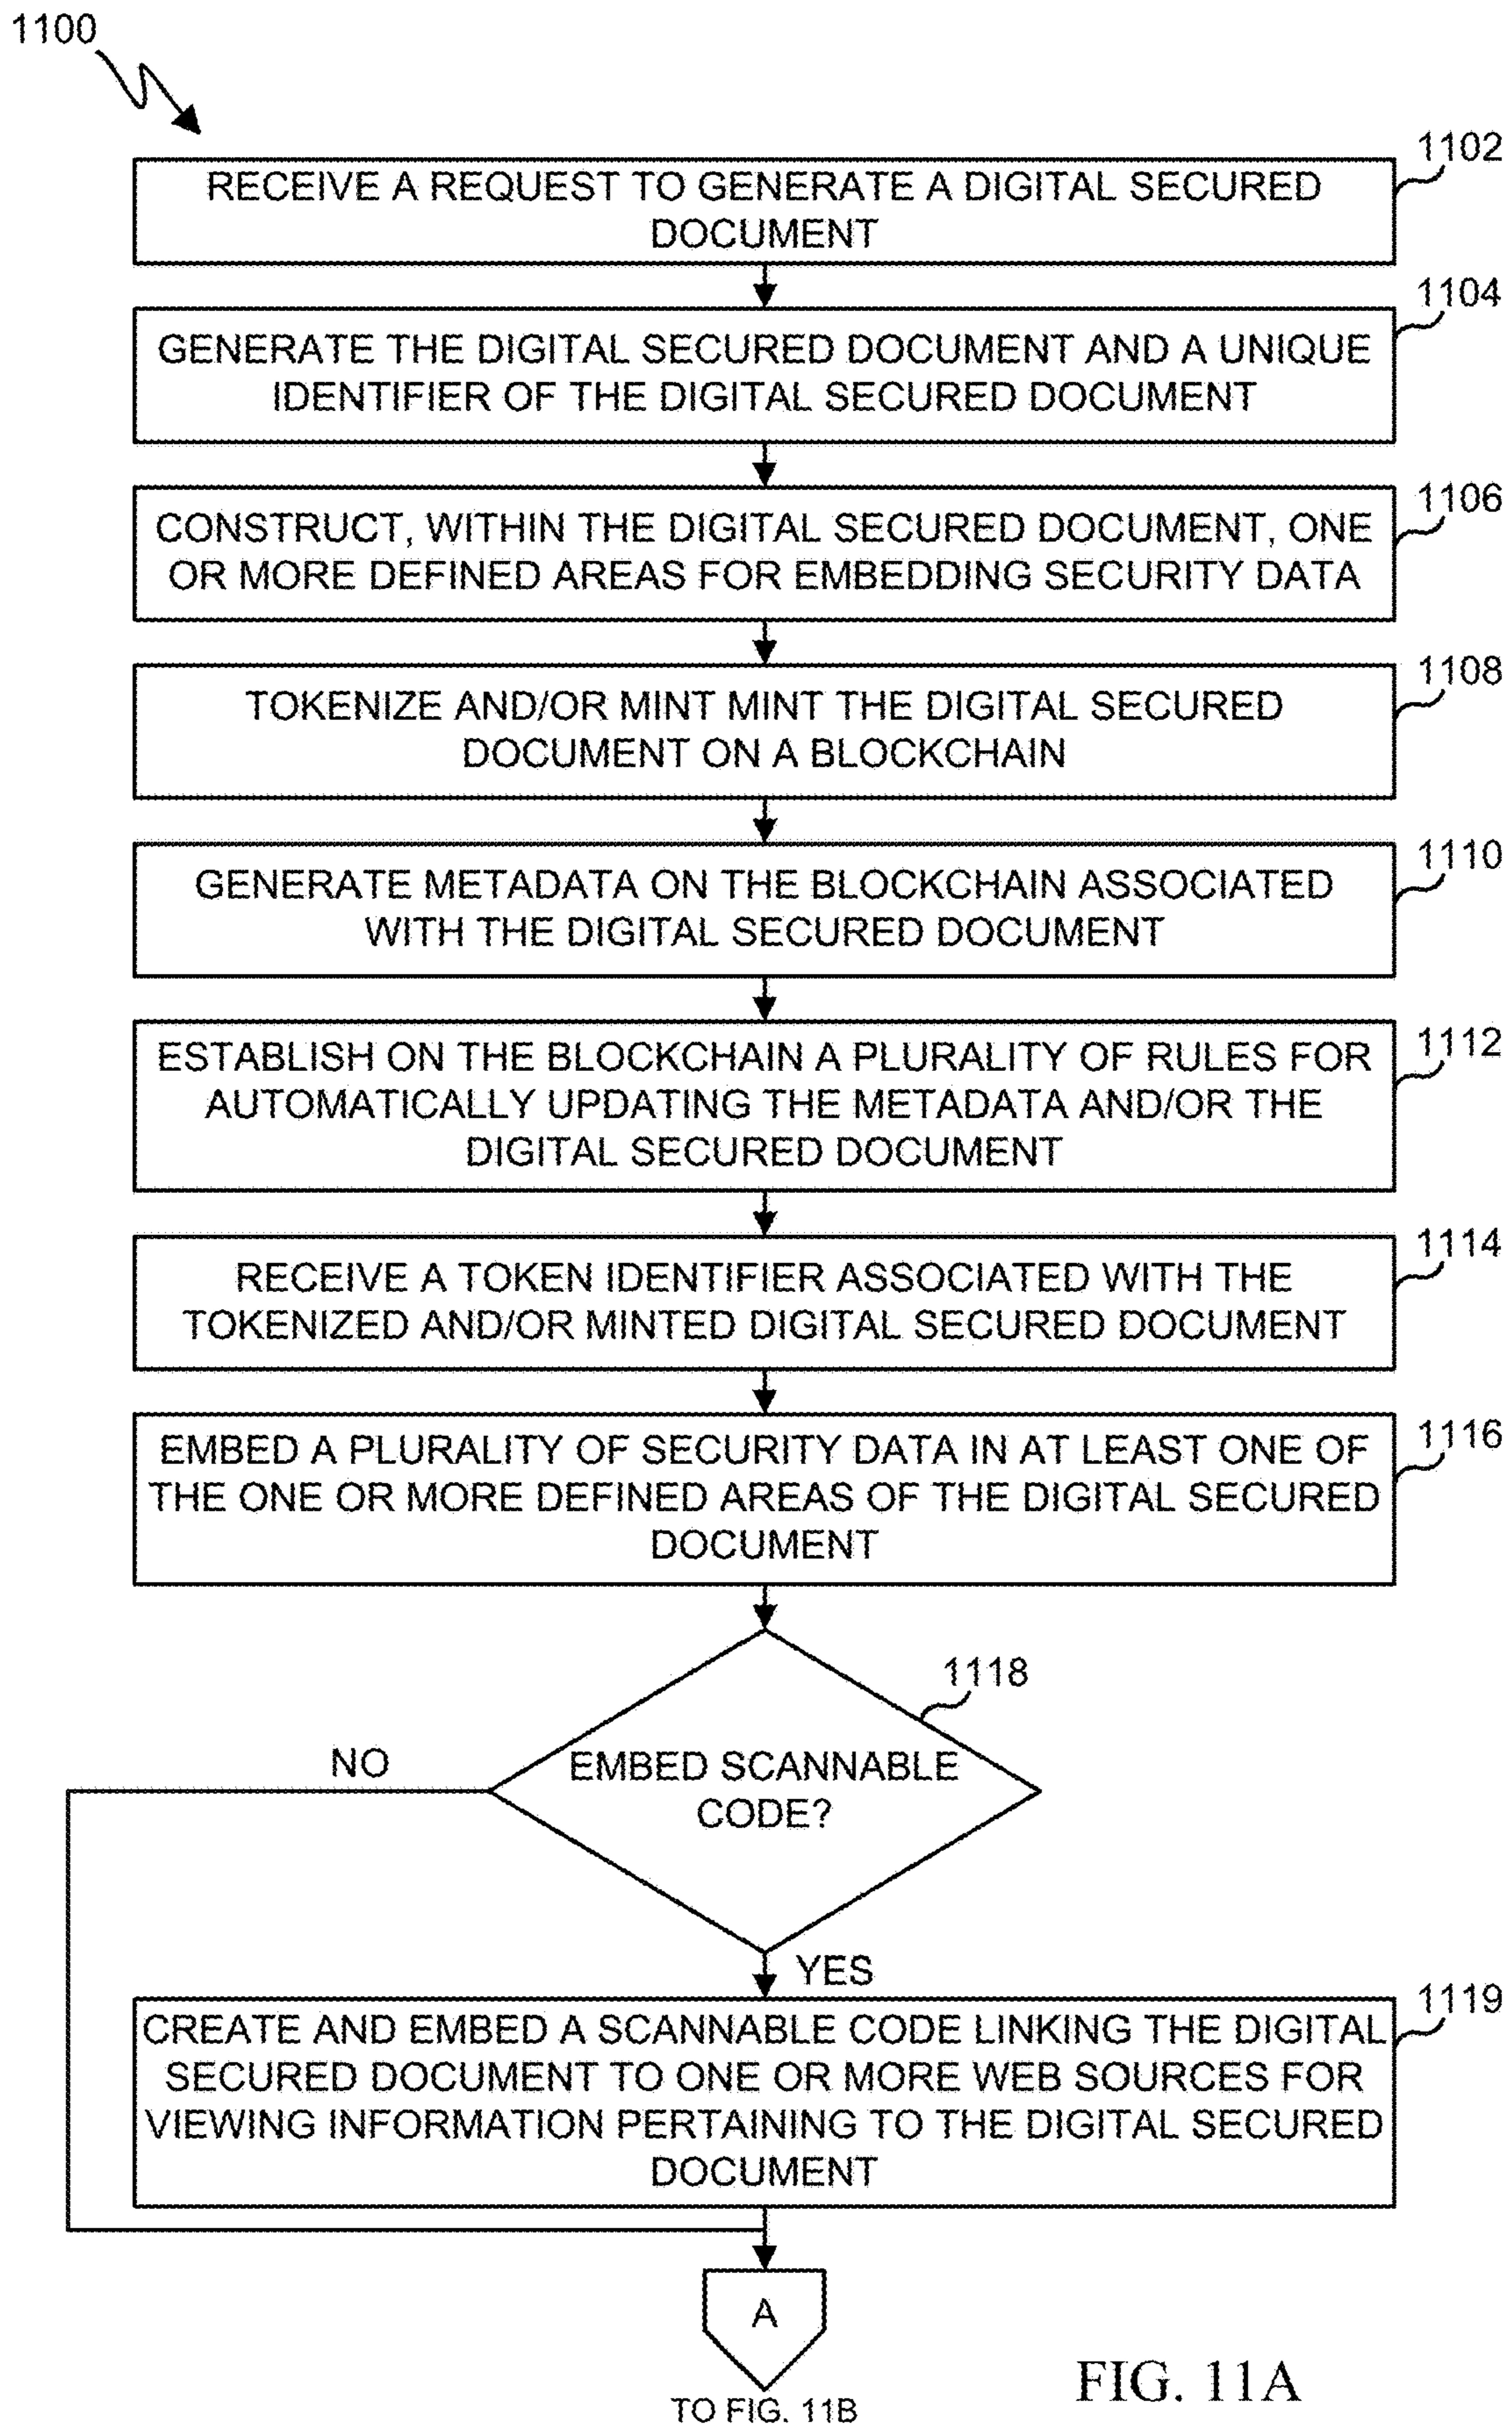 1100
1102
RECEIVE A REQUEST TO GENERATE A DIGITAL SECURED
DOCUMENT
1104
GENERATE THE DIGITAL SECURED DOCUMENT AND A UNIQUE
IDENTIFIER OF THE DIGITAL SECURED DOCUMENT
1106
CONSTRUCT, WITHIN THE DIGITAL SECURED DOCUMENT, ONE
OR MORE DEFINED AREAS FOR EMBEDDING SECURITY DATA
1108
TOKENIZE AND/OR MINT MINT THE DIGITAL SECURED
DOCUMENT ON A BLOCKCHAIN
1110
GENERATE METADATA ON THE BLOCKCHAIN ASSOCIATED
WITH THE DIGITAL SECURED DOCUMENT
1112
ESTABLISH ON THE BLOCKCHAIN A PLURALITY OF RULES FOR
AUTOMATICALLY UPDATING THE METADATA AND/OR THE
DIGITAL SECURED DOCUMENT
1114
RECEIVE A TOKEN IDENTIFIER ASSOCIATED WITH THE
TOKENIZED AND/OR MINTED DIGITAL SECURED DOCUMENT
1116
EMBED A PLURALITY OF SECURITY DATA IN AT LEAST ONE OF
THE ONE OR MORE DEFINED AREAS OF THE DIGITAL SECURED
DOCUMENT
1118
NO
EMBED SCANNABLE
CODE?
YES
1119
CREATE AND EMBED A SCANNABLE CODE LINKING THE DIGITAL
SECURED DOCUMENT TO ONE OR MORE WEB SOURCES FOR
VIEWING INFORMATION PERTAINING TO THE DIGITAL SECURED
DOCUMENT
A
TO FIG. 11B
FIG. 11A